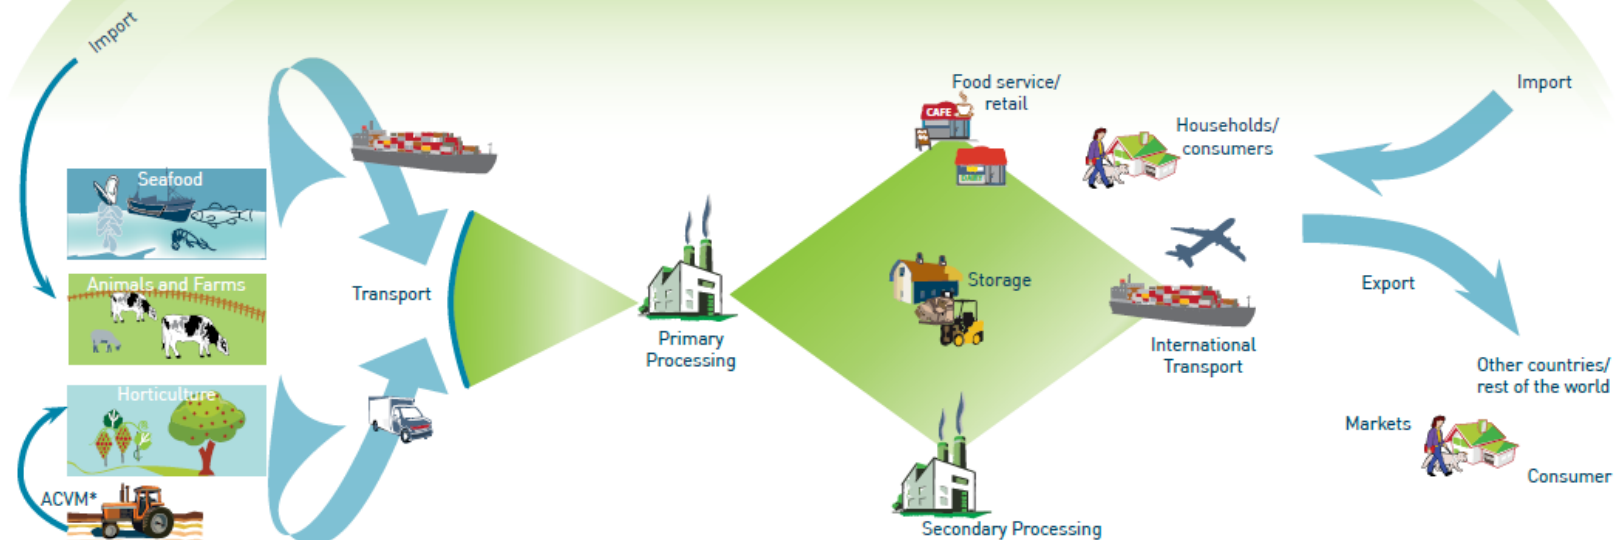 Import
Seafood
Animals and Farms
Horticulture
ACVM*
Transport
Primary
Processing
Food service/
retail
CAFE
DAIRY
Storage
Secondary Processing
Households/
consumers
International
Transport
Import
Export
Other countries/
rest of the world
Markets
Consumer